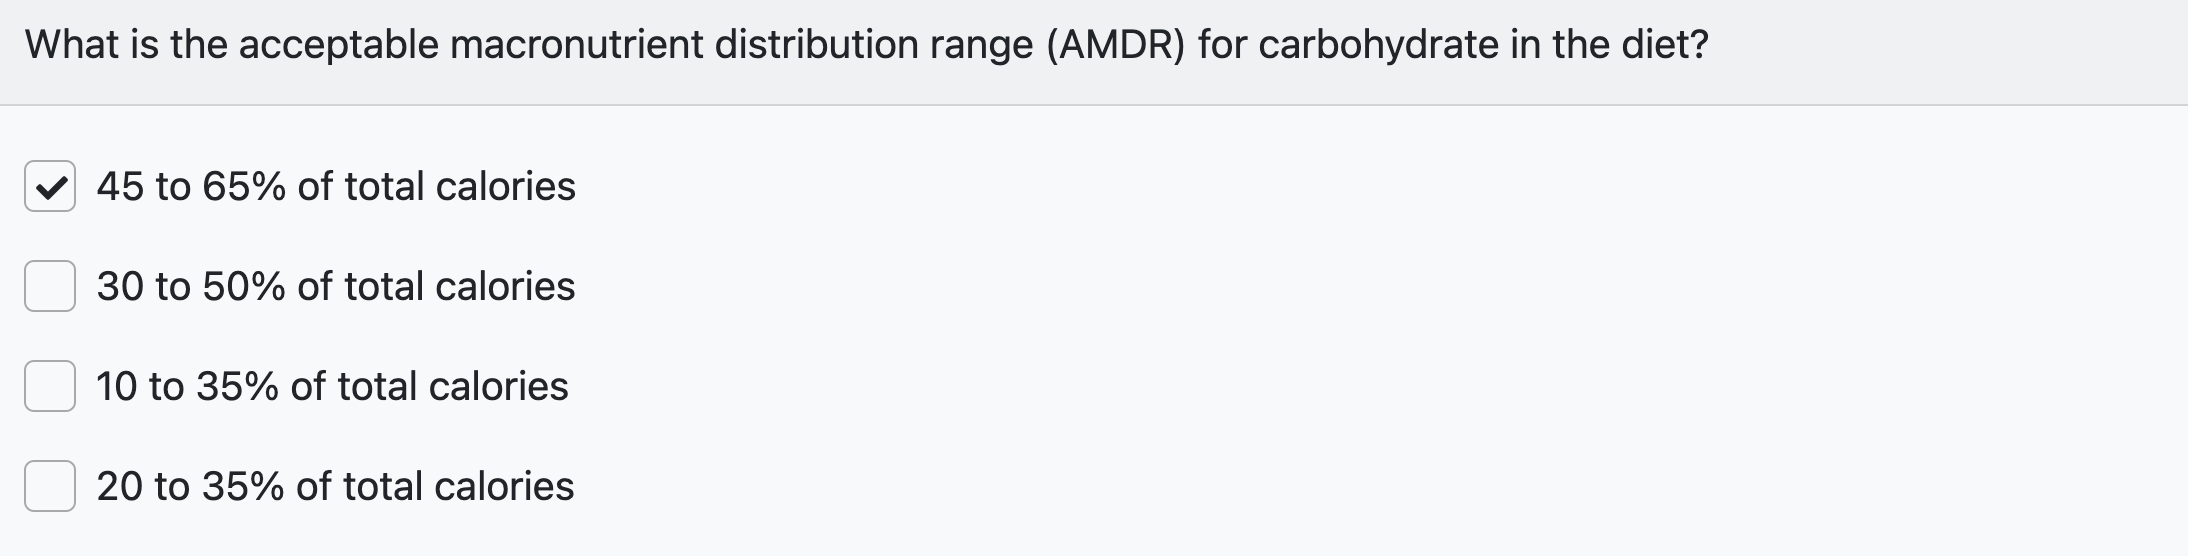 What is the acceptable macronutrient distribution range (AMDR) for carbohydrate in the diet?
45 to 65% of total calories
30 to 50% of total calories
10 to 35% of total calories
20 to 35% of total calories